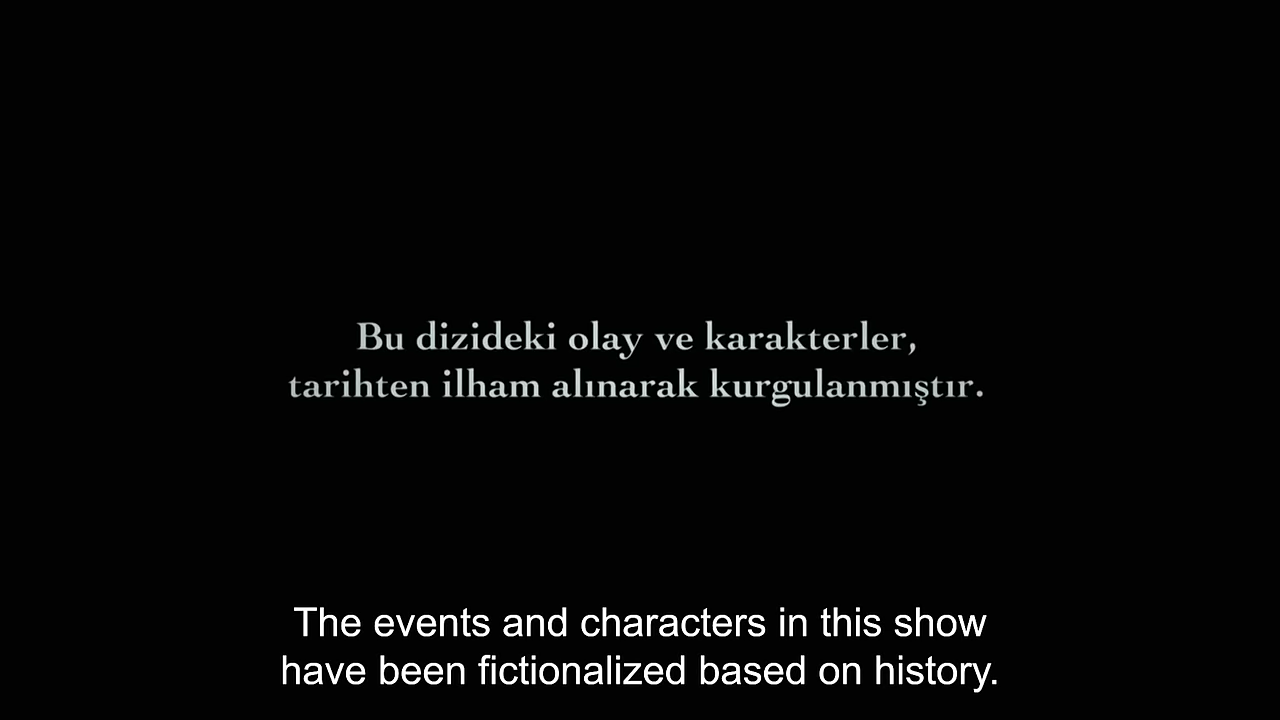 Bu dizideki olay ve karakterler,
tarihten ilham alınarak kurgulanmıştır.
The events and characters in this show
have been fictionalized based on history.